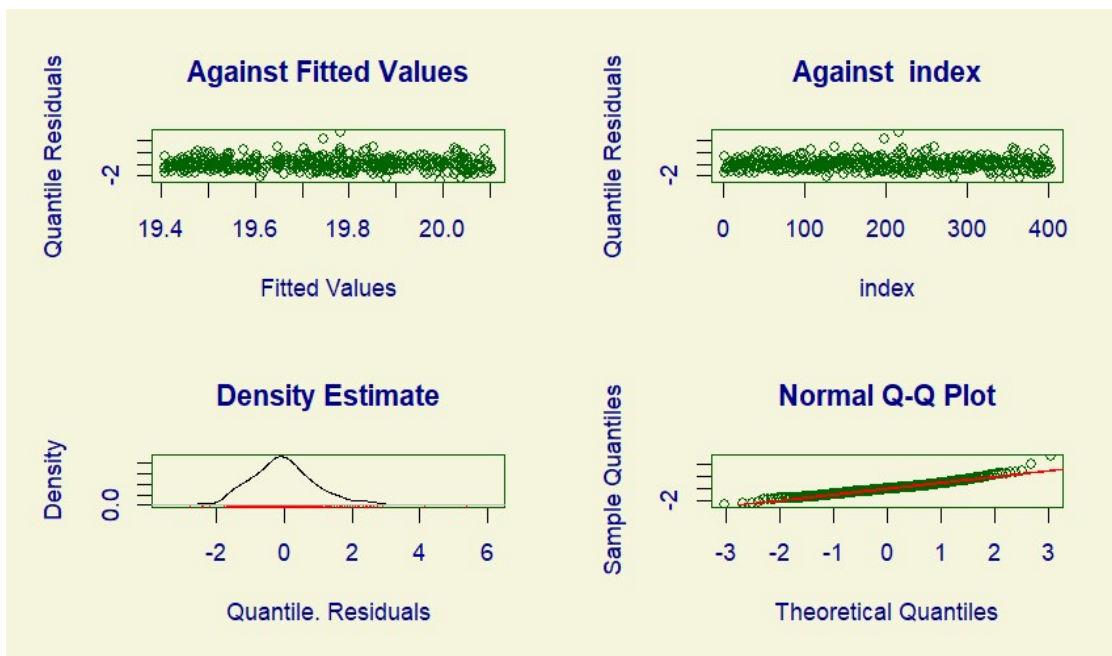 Against Fitted Values
Quantile Residuals
-2
19.4 19.6 19.8 20.0
Fitted Values
Against index
Quantile Residuals
-2
0 100 200 300 400
index
Density Estimate
Density
0.0
-2 0 2 4 6
Quantile. Residuals
Normal Q-Q Plot
Sample Quantiles
-2
-3 -2 -1 0 1 2 3
Theoretical Quantiles